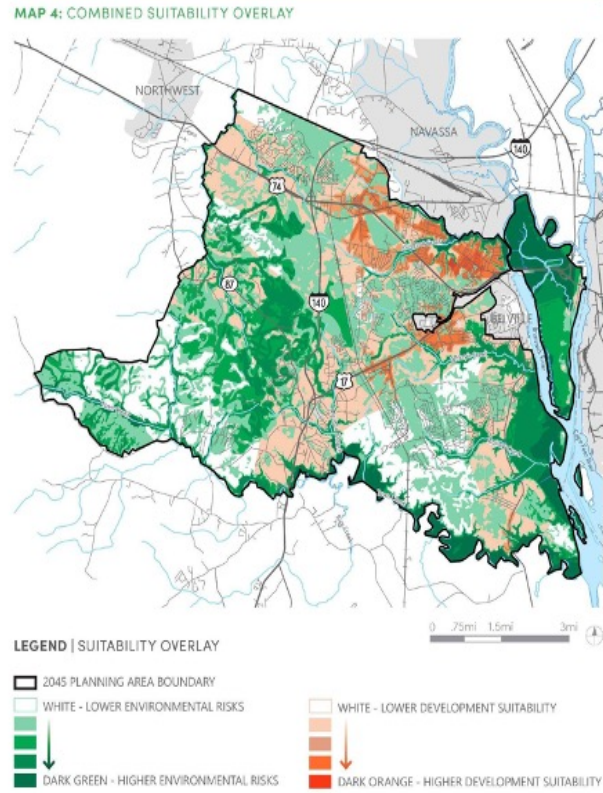 MAP 4: COMBINED SUITABILITY OVERLAY
NORTHWEST
NAVASSA
140
74
87
140
BELVILLE
17
0 .75mi 1.5mi 3mi
LEGEND | SUITABILITY OVERLAY
2045 PLANNING AREA BOUNDARY
WHITE - LOWER ENVIRONMENTAL RISKS
WHITE - LOWER DEVELOPMENT SUITABILITY
DARK GREEN - HIGHER ENVIRONMENTAL RISKS
DARK ORANGE - HIGHER DEVELOPMENT SUITABILITY